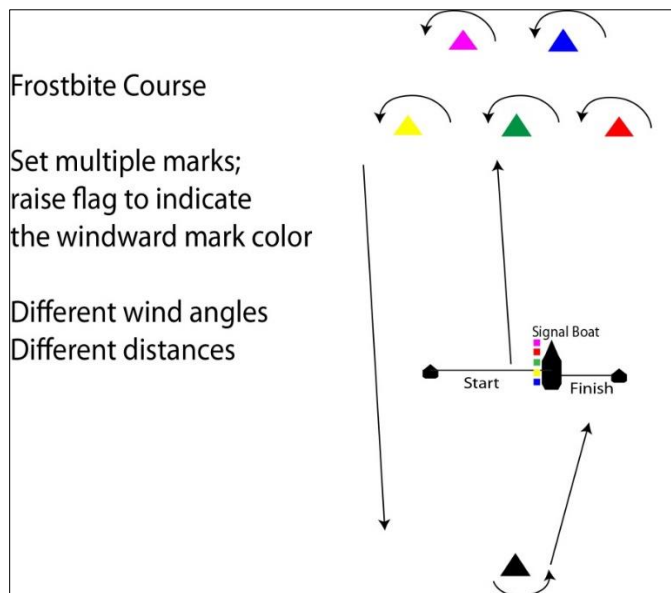 Frostbite Course
Set multiple marks;
raise flag to indicate
the windward mark color
Different wind angles
Different distances
Signal Boat
Start
Finish